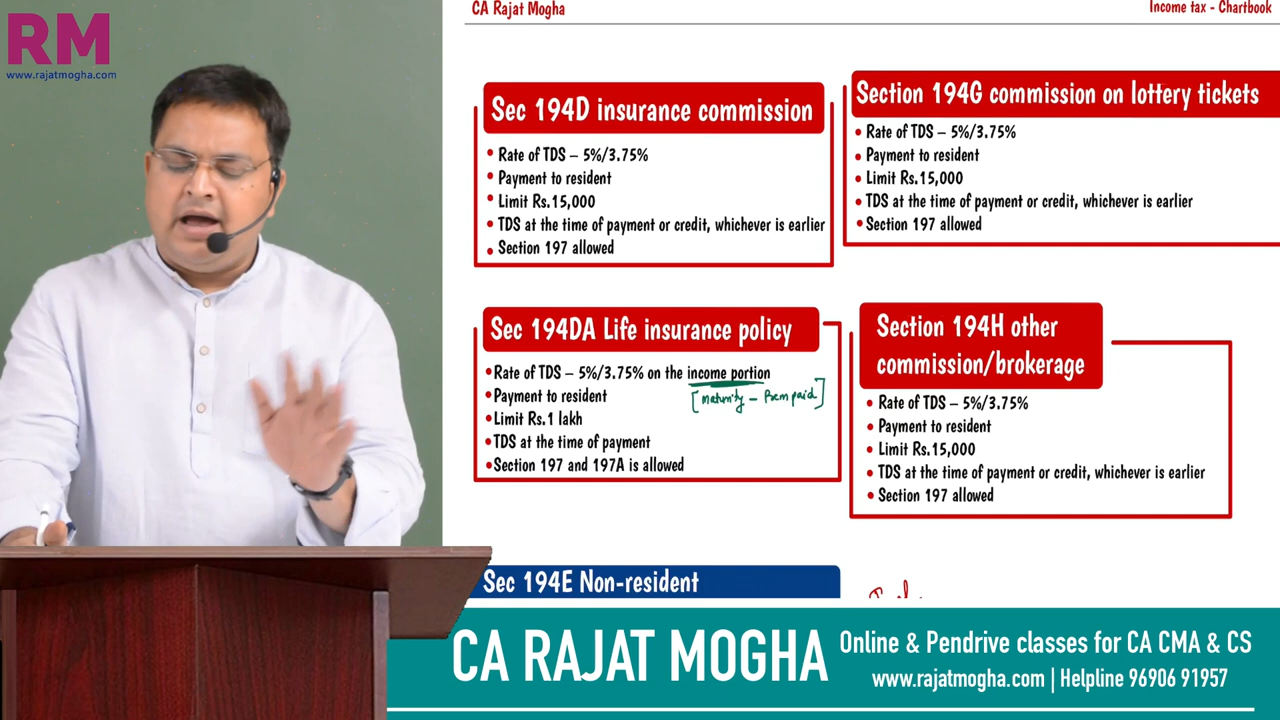 RM
www.rajatmogha.com
CA Rajat Mogha
Income tax - Chartbook
Sec 194D insurance commission
• Rate of TDS – 5%/3.75%
• Payment to resident
• Limit Rs.15,000
• TDS at the time of payment or credit, whichever is earlier
• Section 197 allowed
Section 194G commission on lottery tickets
• Rate of TDS – 5%/3.75%
• Payment to resident
• Limit Rs.15,000
• TDS at the time of payment or credit, whichever is earlier
• Section 197 allowed
Sec 194DA Life insurance policy
• Rate of TDS – 5%/3.75% on the income portion
• Payment to resident
[maturity – Prem paid]
• Limit Rs.1 lakh
• TDS at the time of payment
• Section 197 and 197A is allowed
Section 194H other
commission/brokerage
• Rate of TDS – 5%/3.75%
• Payment to resident
• Limit Rs.15,000
• TDS at the time of payment or credit, whichever is earlier
• Section 197 allowed
Sec 194E Non-resident
CA RAJAT MOGHA
Online & Pendrive classes for CA CMA & CS
www.rajatmogha.com | Helpline 96906 91957